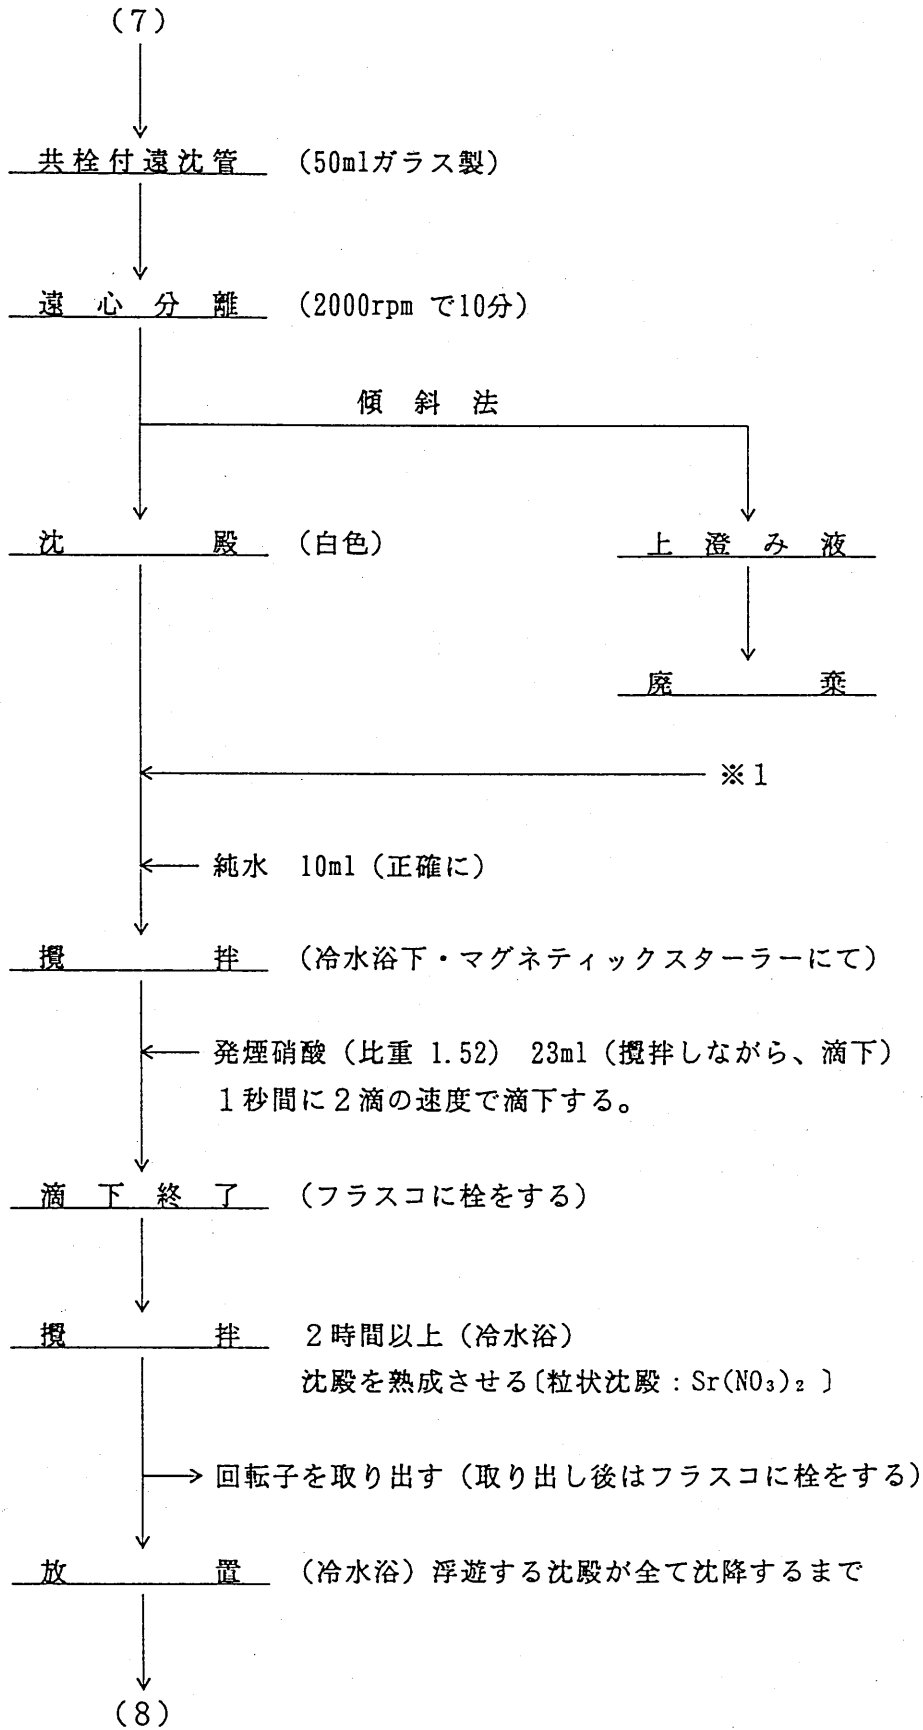 (7)
共栓付遠沈管 (50mlガラス製)
遠心分離 (2000rpm で10分)
傾斜法
沈殿 (白色)
上澄み液
廃棄
※1
純水 10ml (正確に)
攪拌 (冷水浴下・マグネティックスターラーにて)
発煙硝酸 (比重 1.52) 23ml (攪拌しながら、滴下)
1秒間に2滴の速度で滴下する。
滴下終了 (フラスコに栓をする)
攪拌 2時間以上 (冷水浴)
沈殿を熟成させる〔粒状沈殿:Sr(NO₃)₂ 〕
回転子を取り出す (取り出し後はフラスコに栓をする)
放置 (冷水浴) 浮遊する沈殿が全て沈降するまで
(8)